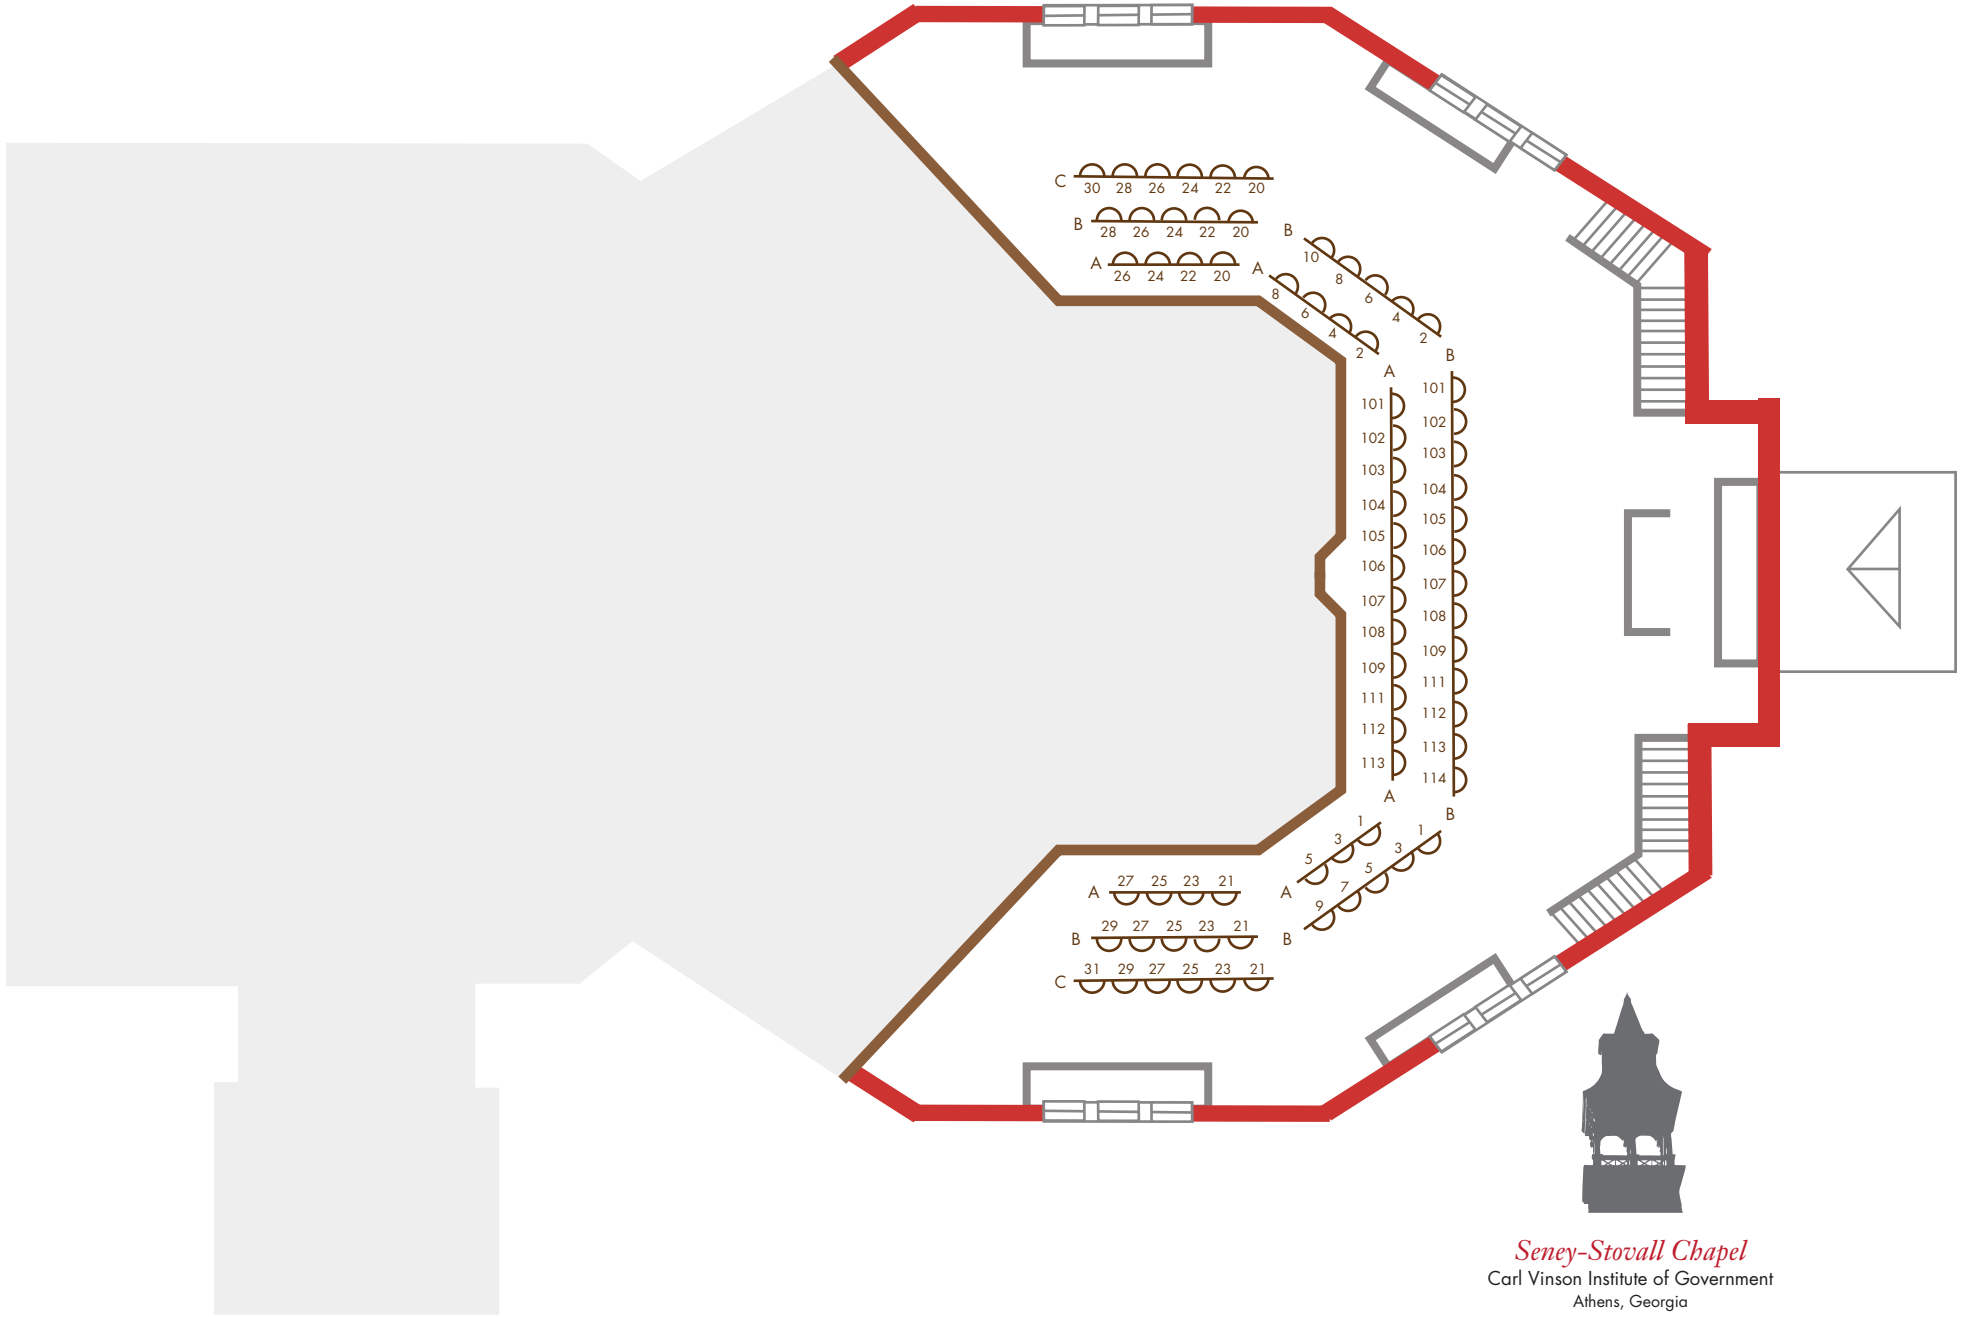 C 30 28 26 24 22 20
B 28 26 24 22 20
A 26 24 22 20
B 10 8 6 4 2
A 8 6 4 2
A
101
102
103
104
105
106
107
108
109
111
112
113
A
B
101
102
103
104
105
106
107
108
109
111
112
113
114
B
A 5 3 1
B 9 7 5 3 1
A 27 25 23 21
B 29 27 25 23 21
C 31 29 27 25 23 21
Seney-Stovall Chapel
Carl Vinson Institute of Government
Athens, Georgia